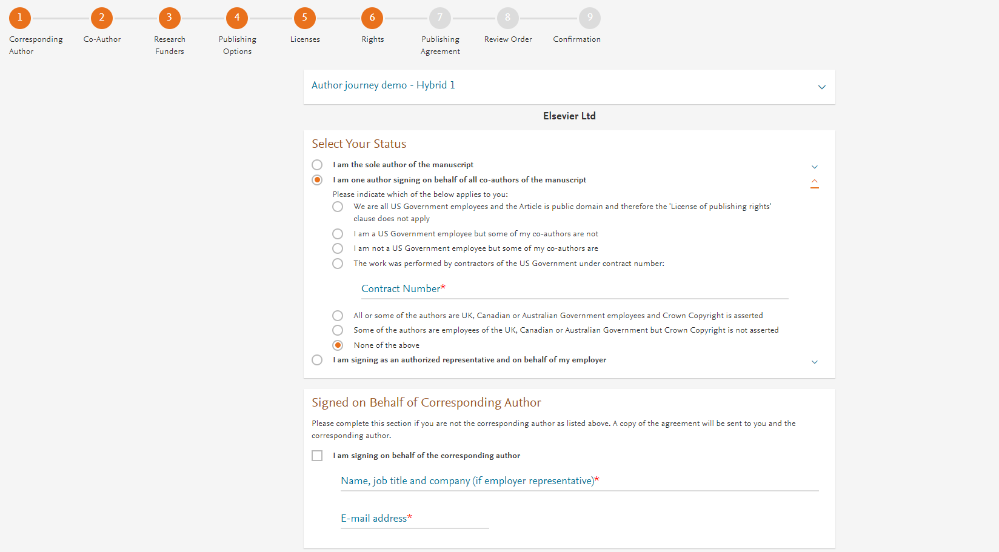 1 2 3 4 5 6 7 8 9
Corresponding Author
Co-Author
Research Funders
Publishing Options
Licenses
Rights
Publishing Agreement
Review Order
Confirmation
Author journey demo - Hybrid 1
Elsevier Ltd
Select Your Status
I am the sole author of the manuscript
I am one author signing on behalf of all co-authors of the manuscript
Please indicate which of the below applies to you:
We are all US Government employees and the Article is public domain and therefore the 'License of publishing rights'
clause does not apply
I am a US Government employee but some of my co-authors are not
I am not a US Government employee but some of my co-authors are
The work was performed by contractors of the US Government under contract number:
Contract Number*
All or some of the authors are UK, Canadian or Australian Government employees and Crown Copyright is asserted
Some of the authors are employees of the UK, Canadian or Australian Government but Crown Copyright is not asserted
None of the above
I am signing as an authorized representative and on behalf of my employer
Signed on Behalf of Corresponding Author
Please complete this section if you are not the corresponding author as listed above. A copy of the agreement will be sent to you and the
corresponding author.
I am signing on behalf of the corresponding author
Name, job title and company (if employer representative)*
E-mail address*